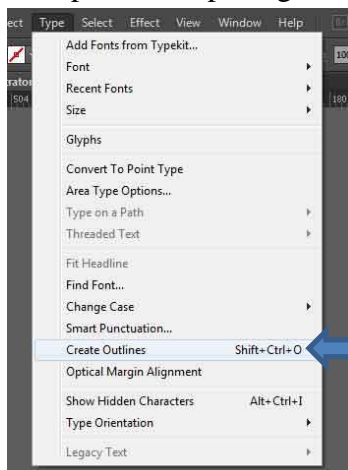 ect Type Select Effect View Window Help
Add Fonts from Typekit...
Font
Recent Fonts
Size
Glyphs
Convert To Point Type
Area Type Options...
Type on a Path
Threaded Text
Fit Headline
Find Font...
Change Case
Smart Punctuation...
Create Outlines Shift+Ctrl+O
Optical Margin Alignment
Show Hidden Characters Alt+Ctrl+I
Type Orientation
Legacy Text